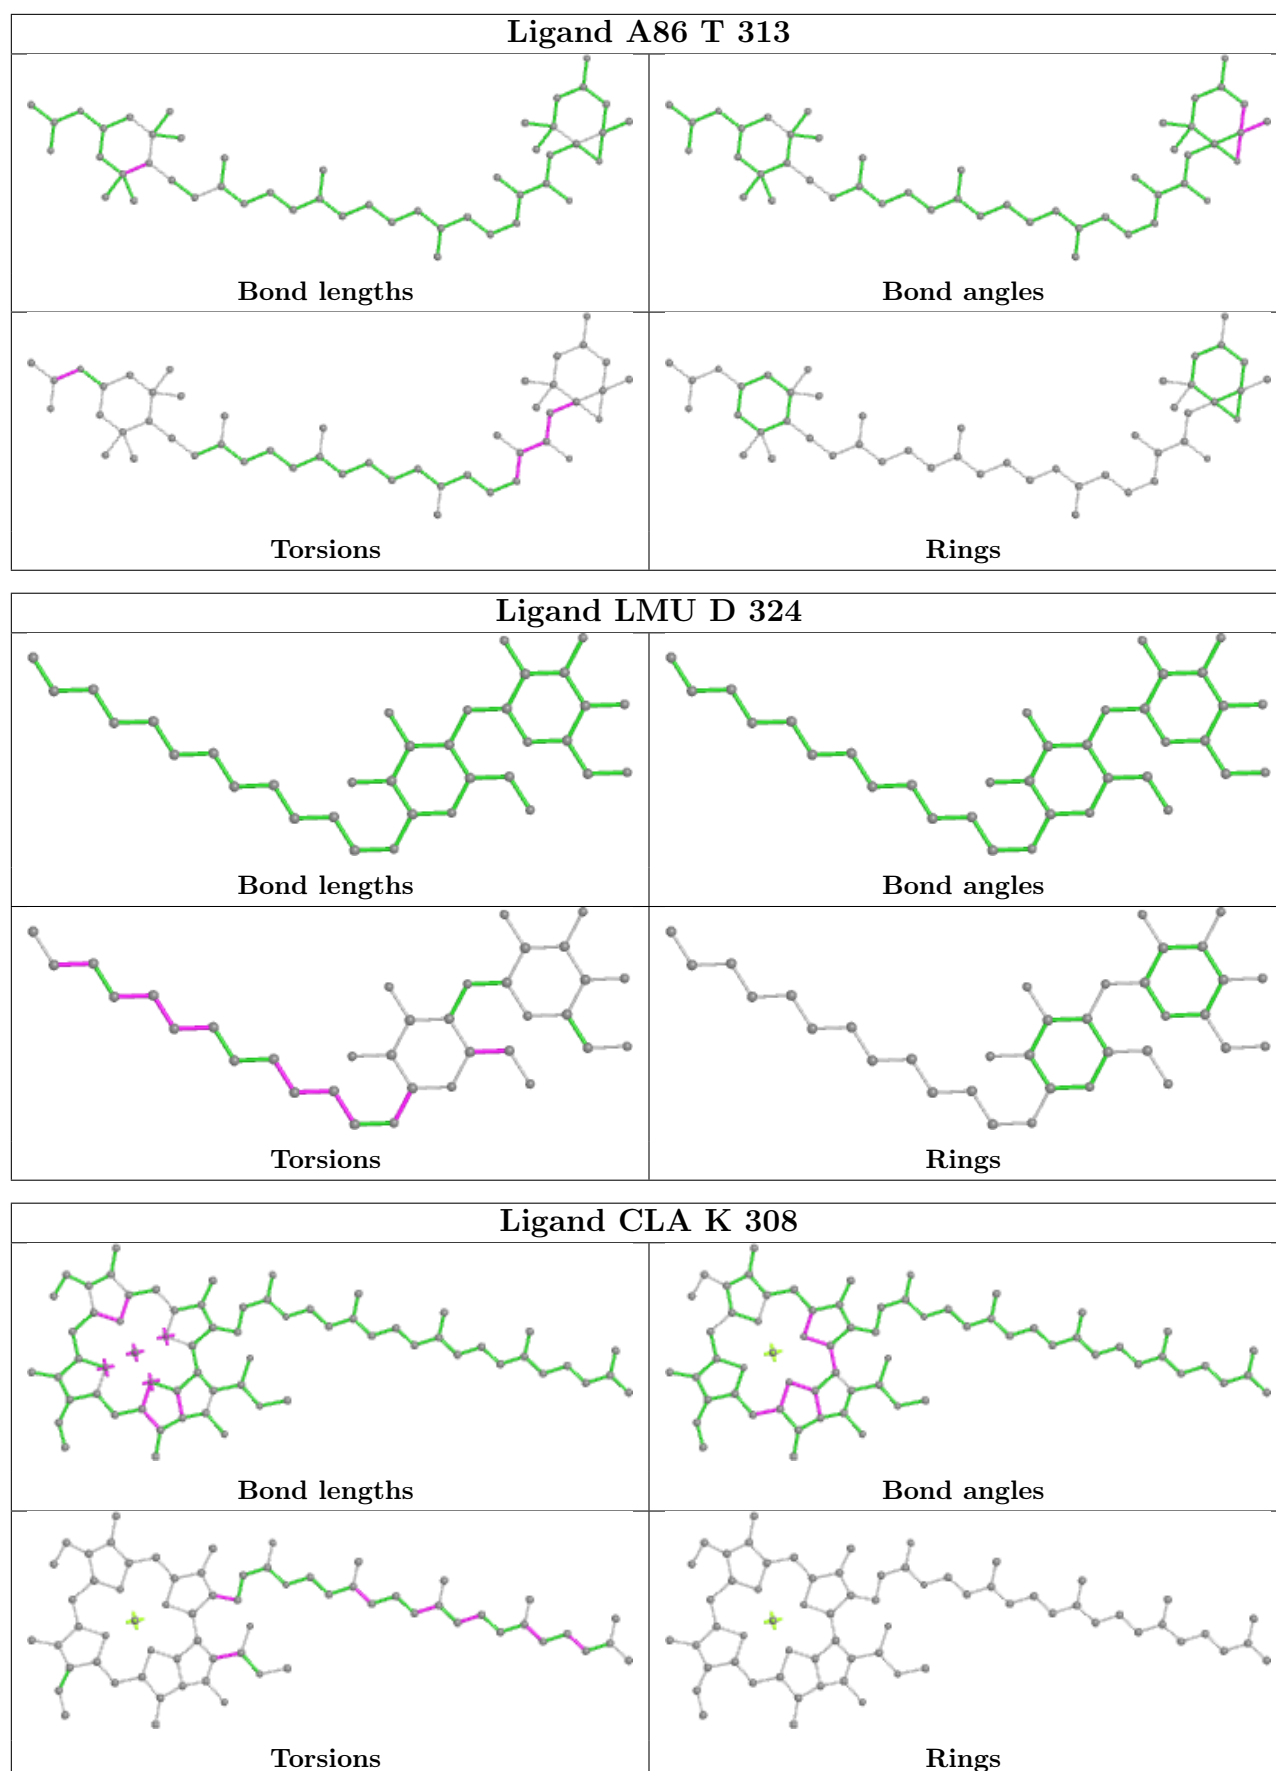 Ligand A86 T 313
Bond lengths
Bond angles
Torsions
Rings
Ligand LMU D 324
Bond lengths
Bond angles
Torsions
Rings
Ligand CLA K 308
Bond lengths
Bond angles
Torsions
Rings